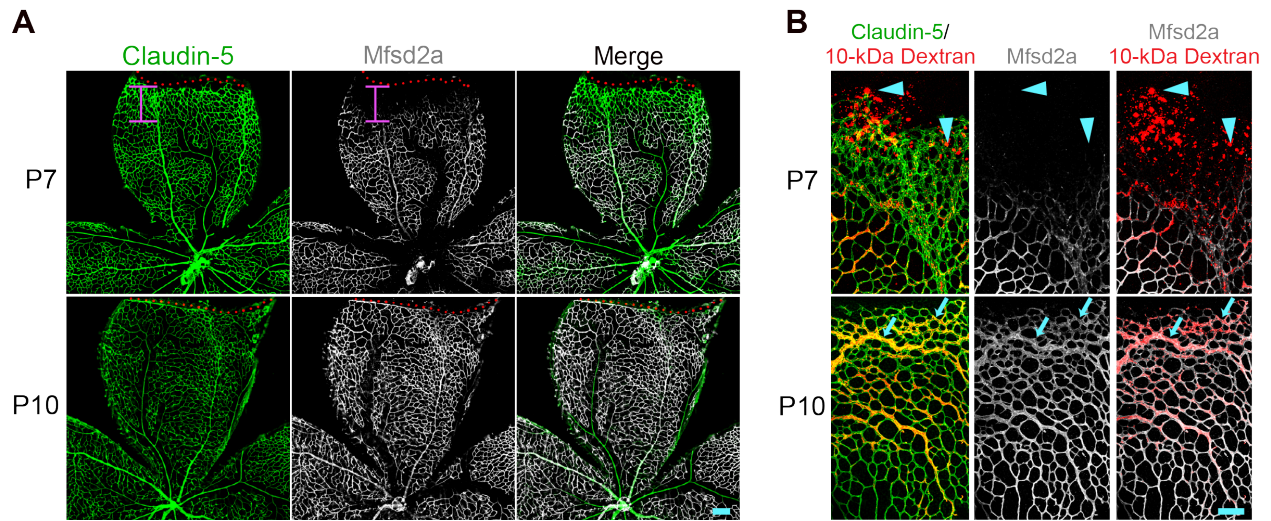 A
Claudin-5
Mfsd2a
Merge
P7
P10
B
Claudin-5/
10-kDa Dextran
Mfsd2a
Mfsd2a
10-kDa Dextran
P7
P10